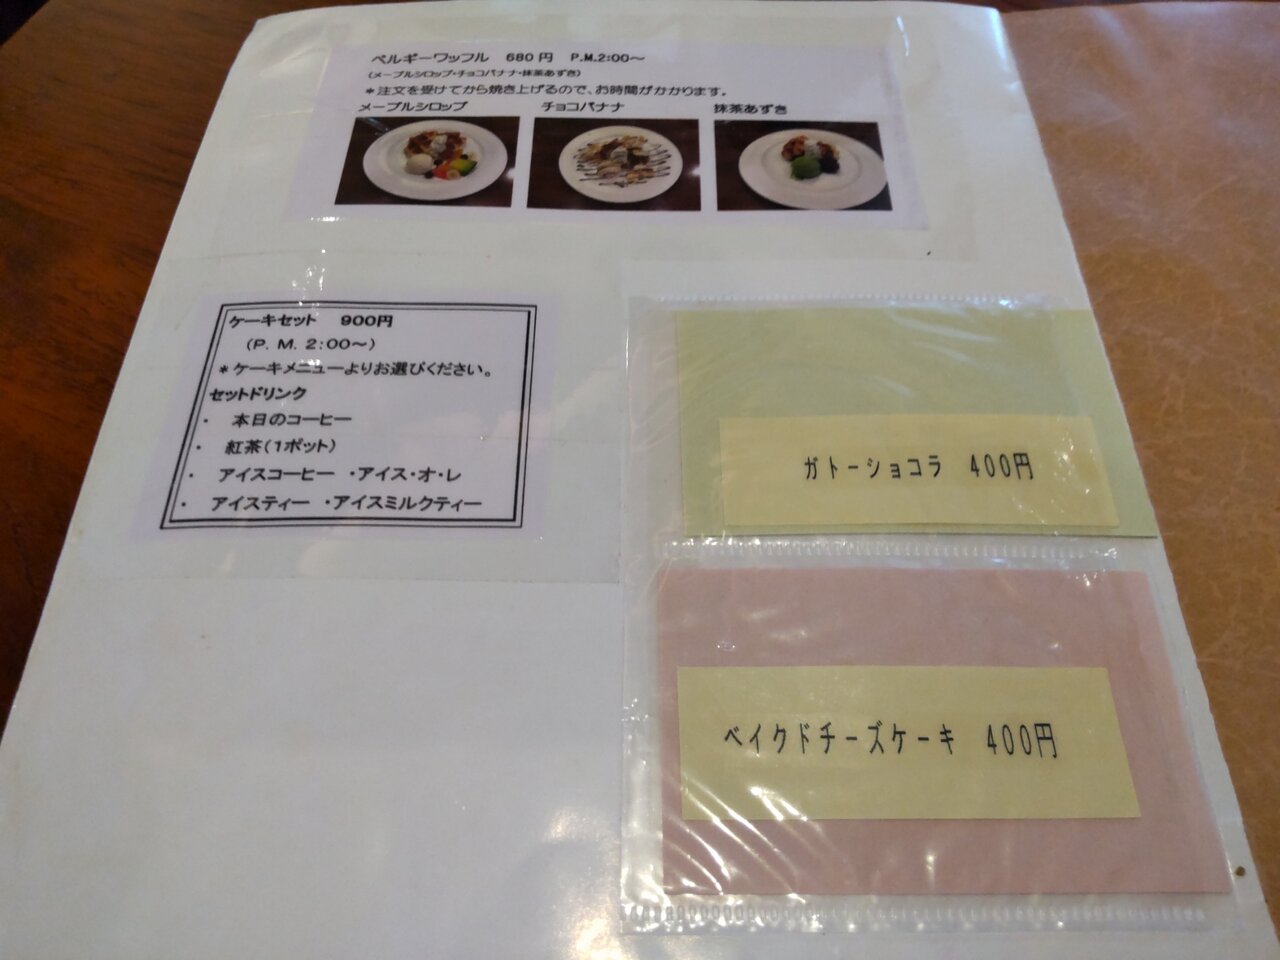 ベルギーワッフル 680円 P.M.2:00～
(メープルシロップ・チョコバナナ・抹茶あずき)
＊注文を受けてから焼き上げるので、お時間がかかります。
メープルシロップ チョコバナナ 抹茶あずき
ケーキセット 900円
(P. M. 2:00～)
＊ケーキメニューよりお選びください。
セットドリンク
・ 本日のコーヒー
・ 紅茶(1ポット)
・ アイスコーヒー ・アイス・オ・レ
・ アイスティー ・アイスミルクティー
ガトーショコラ 400円
ベイクドチーズケーキ 400円